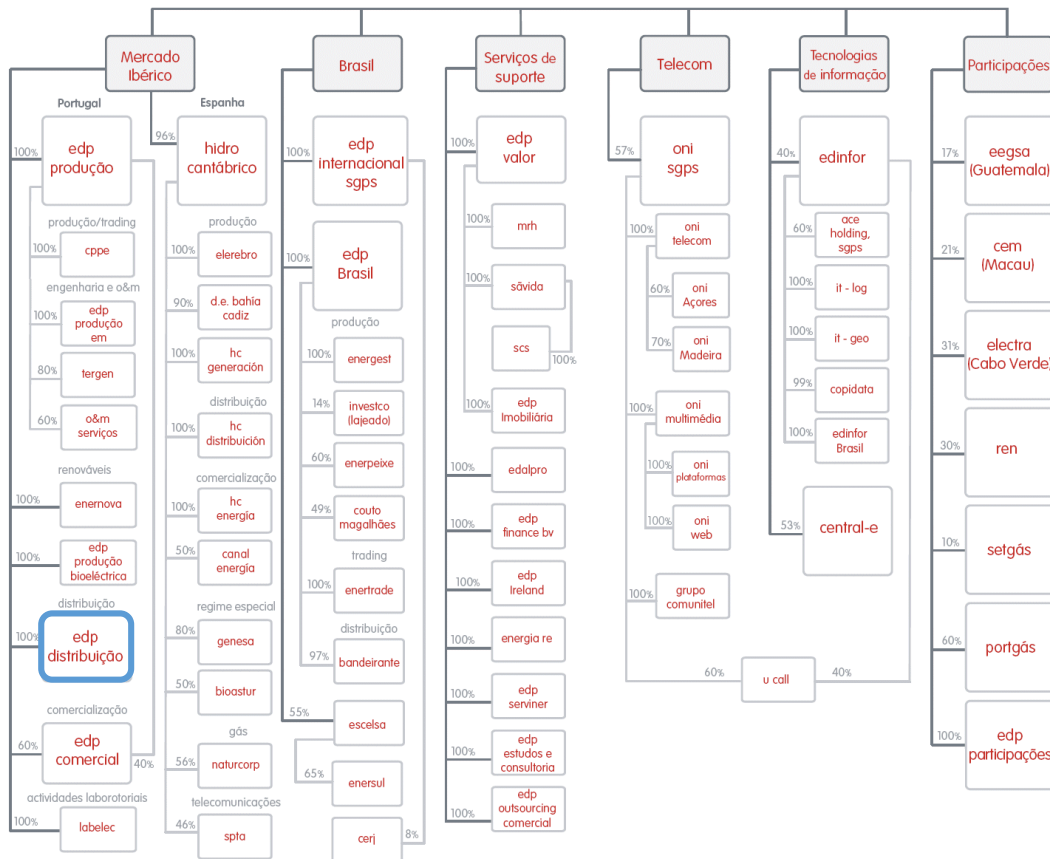 Mercado
Ibérico
Brasil
Serviços de
suporte
Telecom
Tecnologias
de informação
Participações
Portugal
Espanha
100%
edp
produção
produção/trading
100%
cppe
engenharia e o&m
100%
edp
produção
em
80%
tergen
60%
o&m
serviços
renováveis
100%
enernova
100%
edp
produção
bioeléctrica
distribuição
100%
edp
distribuição
comercialização
60%
edp
comercial
40%
actividades laborotoriais
100%
labelec
96%
hidro
cantábrico
produção
100%
elerebro
90%
d.e. bahía
cadiz
100%
hc
generación
distribuição
100%
hc
distribuición
comercialização
100%
hc
energía
50%
canal
energía
regime especial
80%
genesa
50%
bioastur
gás
56%
naturcorp
telecomunicações
46%
spta
100%
edp
internacional
sgps
100%
edp
Brasil
produção
100%
energest
14%
investco
(lajeado)
60%
enerpeixe
49%
couto
magalhães
trading
100%
enertrade
distribuição
97%
bandeirante
55%
escelsa
65%
enersul
cerj
8%
100%
edp
valor
100%
mrh
100%
sãvida
scs
100%
100%
edp
Imobiliária
100%
edalpro
100%
edp
finance bv
100%
edp
Ireland
100%
energia re
100%
edp
serviner
100%
edp
estudos e
consultoria
100%
edp
outsourcing
comercial
57%
oni
sgps
100%
oni
telecom
60%
oni
Açores
70%
oni
Madeira
100%
oni
multimédia
100%
oni
plataformas
100%
oni
web
100%
grupo
comunitel
60%
u call
40%
40%
edinfor
60%
ace
holding,
sgps
100%
it - log
100%
it - geo
99%
copidata
100%
edinfor
Brasil
53%
central-e
17%
eegsa
(Guatemala)
21%
cem
(Macau)
31%
electra
(Cabo Verde)
30%
ren
10%
setgás
60%
portgás
100%
edp
participações